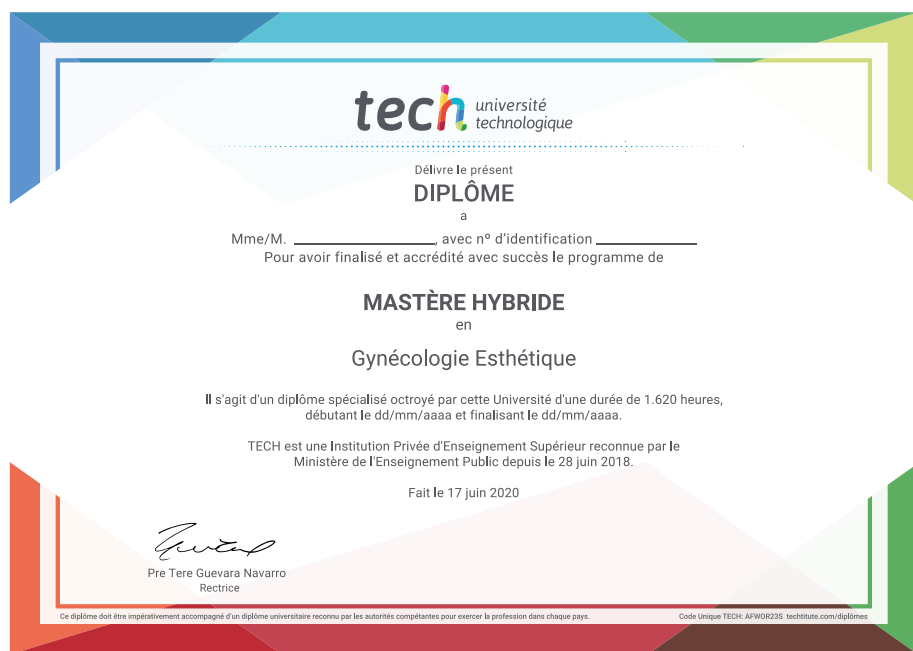 tech université
technologique
Délivre le présent
DIPLÔME
a
Mme/M. ____________________, avec nº d'identification ______________
Pour avoir finalisé et accrédité avec succès le programme de
MASTÈRE HYBRIDE
en
Gynécologie Esthétique
Il s'agit d'un diplôme spécialisé octroyé par cette Université d'une durée de 1.620 heures,
débutant le dd/mm/aaaa et finalisant le dd/mm/aaaa.
TECH est une Institution Privée d'Enseignement Supérieur reconnue par le
Ministère de l'Enseignement Public depuis le 28 juin 2018.
Fait le 17 juin 2020
Pre Tere Guevara Navarro
Rectrice
Ce diplôme doit être impérativement accompagné d'un diplôme universitaire reconnu par les autorités compétantes pour exercer la profession dans chaque pays.
Code Unique TECH: AFWOR23S techtitute.com/diplômes